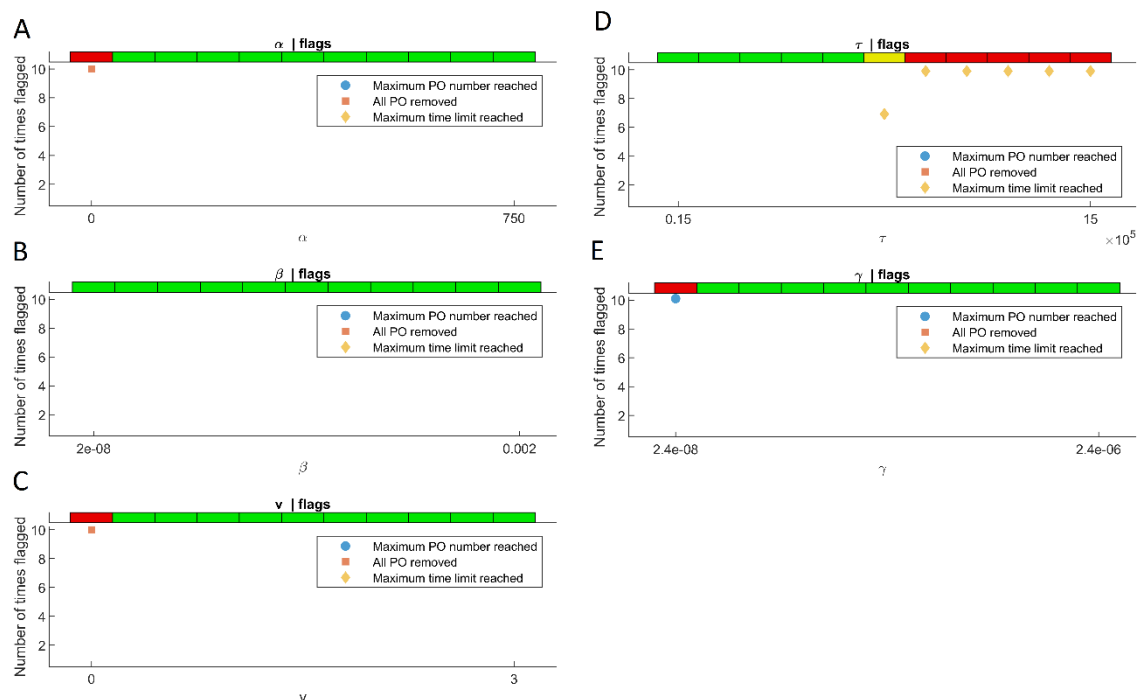 A
α | flags
Number of times flagged
10
8
6
4
2
Maximum PO number reached
All PO removed
Maximum time limit reached
0
750
α
B
β | flags
Number of times flagged
10
8
6
4
2
Maximum PO number reached
All PO removed
Maximum time limit reached
2e-08
0.002
β
C
v | flags
Number of times flagged
10
8
6
4
2
Maximum PO number reached
All PO removed
Maximum time limit reached
0
3
v
D
τ | flags
Number of times flagged
10
8
6
4
2
Maximum PO number reached
All PO removed
Maximum time limit reached
0.15
15
×10⁵
τ
E
γ | flags
Number of times flagged
10
8
6
4
2
Maximum PO number reached
All PO removed
Maximum time limit reached
2.4e-08
2.4e-06
γ